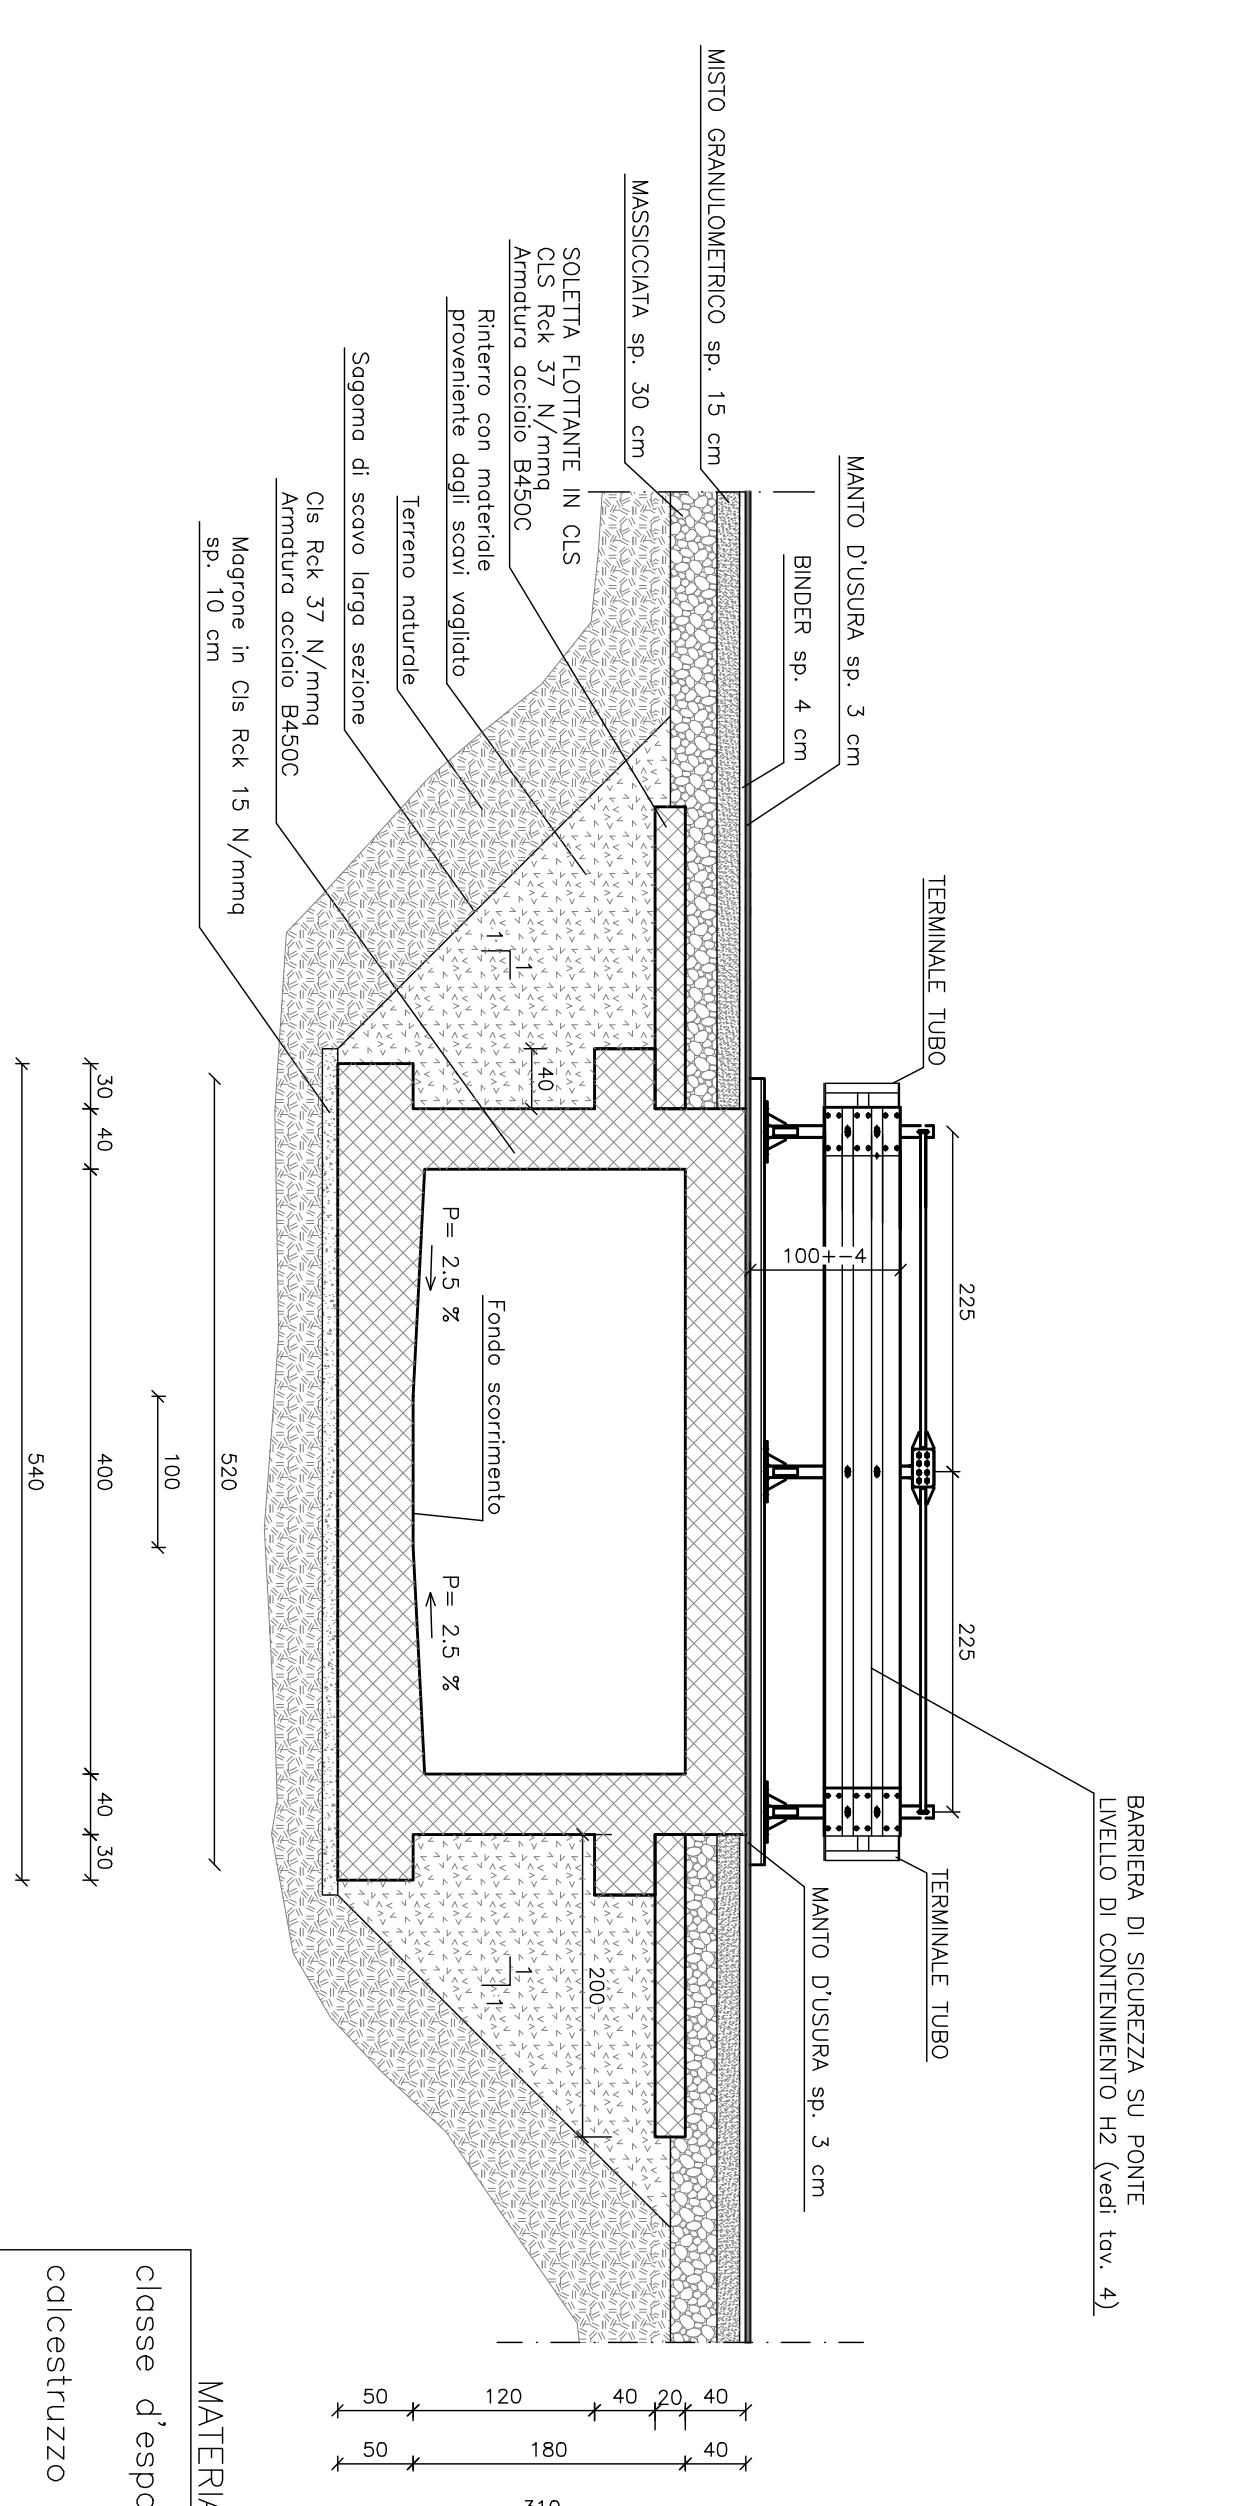 BARRIERA DI SICUREZZA SU PONTE
LIVELLO DI CONTENIMENTO H2 (vedi tav. 4)
TERMINALE TUBO
225
225
TERMINALE TUBO
MANTO D'USURA sp. 3 cm
BINDER sp. 4 cm
100+-4
MANTO D'USURA sp. 3 cm
MISTO GRANULOMETRICO sp. 15 cm
MASSICCIATA sp. 30 cm
SOLETTA FLOTTANTE IN CLS
CLS Rck 37 N/mmq
Armatura acciaio B450C
Rinterro con materiale
proveniente dagli scavi vagliato
Terreno naturale
Sagoma di scavo larga sezione
Cls Rck 37 N/mmq
Armatura acciaio B450C
Magrone in Cls Rck 15 N/mmq
sp. 10 cm
1
1
40
Fondo scorrimento
P= 2.5 %
P= 2.5 %
200
1
1
520
100
30
40
400
40
30
540
40
20
40
120
50
40
180
50
MATERIA
classe d'espo
calcestruzzo